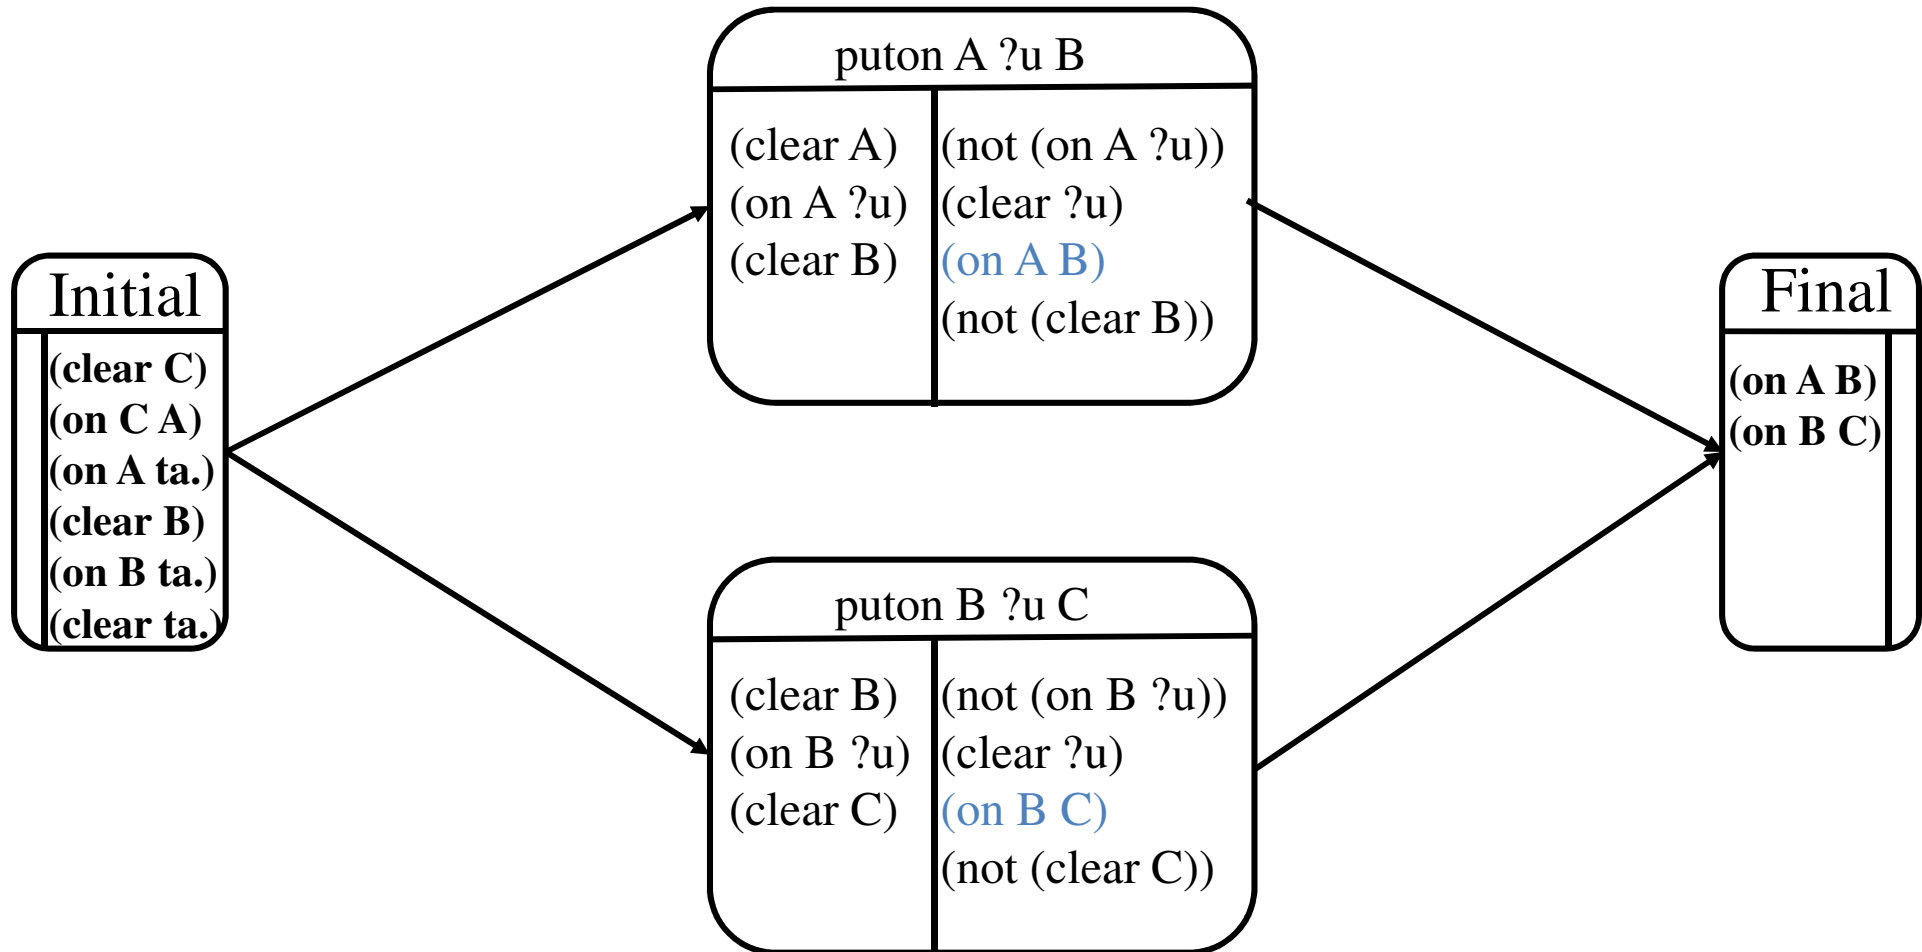 Initial
(clear C)
(on C A)
(on A ta.)
(clear B)
(on B ta.)
(clear ta.)
puton A ?u B
(clear A)
(on A ?u)
(clear B)
(not (on A ?u))
(clear ?u)
(on A B)
(not (clear B))
puton B ?u C
(clear B)
(on B ?u)
(clear C)
(not (on B ?u))
(clear ?u)
(on B C)
(not (clear C))
Final
(on A B)
(on B C)